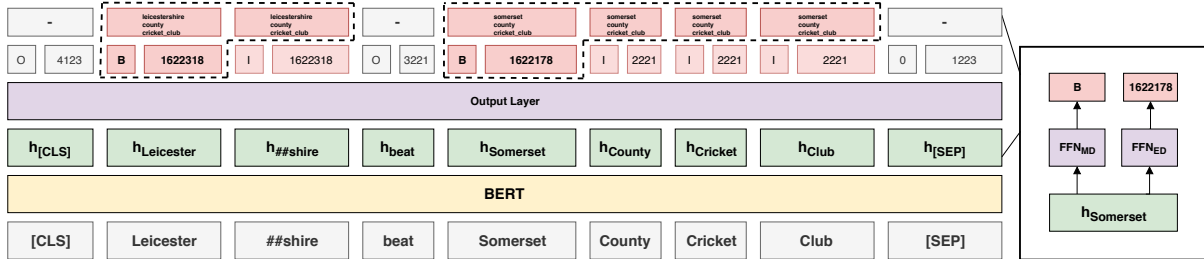 - leicestershire county cricket_club leicestershire county cricket_club - somerset county cricket_club somerset county cricket_club somerset county cricket_club somerset county cricket_club -
O 4123 B 1622318 I 1622318 O 3221 B 1622178 I 2221 I 2221 I 2221 0 1223
Output Layer
h[CLS] hLeicester h##shire hbeat hSomerset hCounty hCricket hClub h[SEP]
BERT
[CLS] Leicester ##shire beat Somerset County Cricket Club [SEP]
B 1622178
FFNMD FFNED
hSomerset